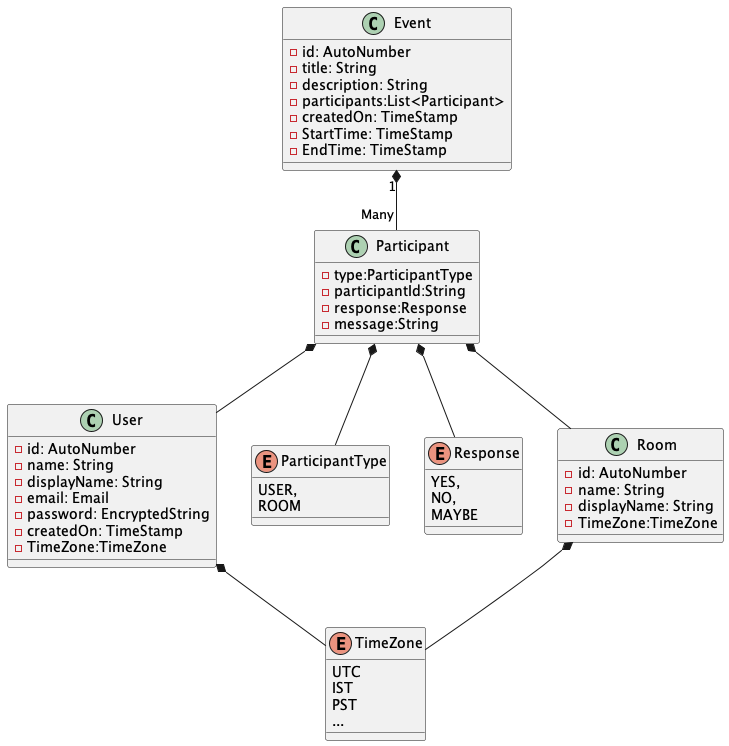 C Event
id: AutoNumber
title: String
description: String
participants:List<Participant>
createdOn: TimeStamp
StartTime: TimeStamp
EndTime: TimeStamp
1
Many
C Participant
type:ParticipantType
participantId:String
response:Response
message:String
C User
id: AutoNumber
name: String
displayName: String
email: Email
password: EncryptedString
createdOn: TimeStamp
TimeZone:TimeZone
E ParticipantType
USER,
ROOM
E Response
YES,
NO,
MAYBE
C Room
id: AutoNumber
name: String
displayName: String
TimeZone:TimeZone
E TimeZone
UTC
IST
PST
...